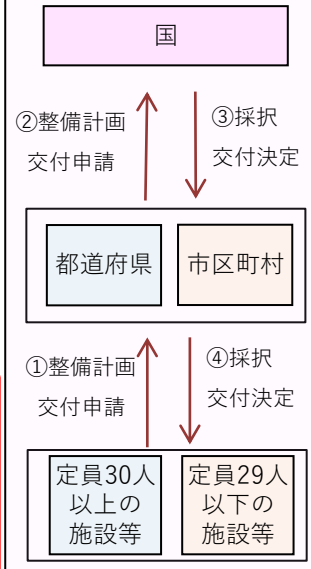 国
②整備計画
交付申請
③採択
交付決定
都道府県
市区町村
①整備計画
交付申請
④採択
交付決定
定員30人
以上の
施設等
定員29人
以下の
施設等